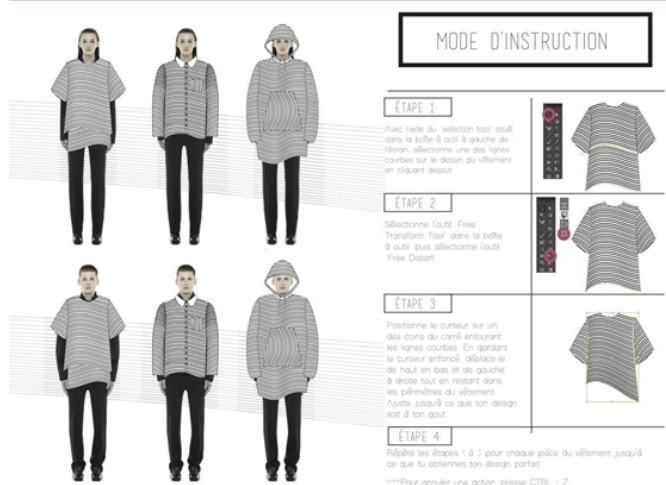 MODE D'INSTRUCTION
ÉTAPE 1:
Avec l'aide du "selection tool" situé
dans la boîte à outil à gauche de
l'écran, sélectionne une des lignes
courbes sur le dessin du vêtement
en cliquant dessus
ÉTAPE 2:
Sélectionne l'outil "Free
Transform Tool" dans la boîte
à outil, puis sélectionne l'outil
"Free Distort"
ÉTAPE 3:
Positionne le curseur sur un
des coins du carré entourant
les lignes courbes. En gardant
le curseur enfoncé, déplace-le
de haut en bas et de gauche
à droite tout en restant dans
les périmètres du vêtement.
Ajuste jusqu'à ce que ton design
soit à ton gout
ÉTAPE 4:
Répète les étapes 1 à 3 pour chaque pièce du vêtement jusqu'à
ce que tu obtiennes ton design parfait
***Pour annuler une action, presse CTRL - Z